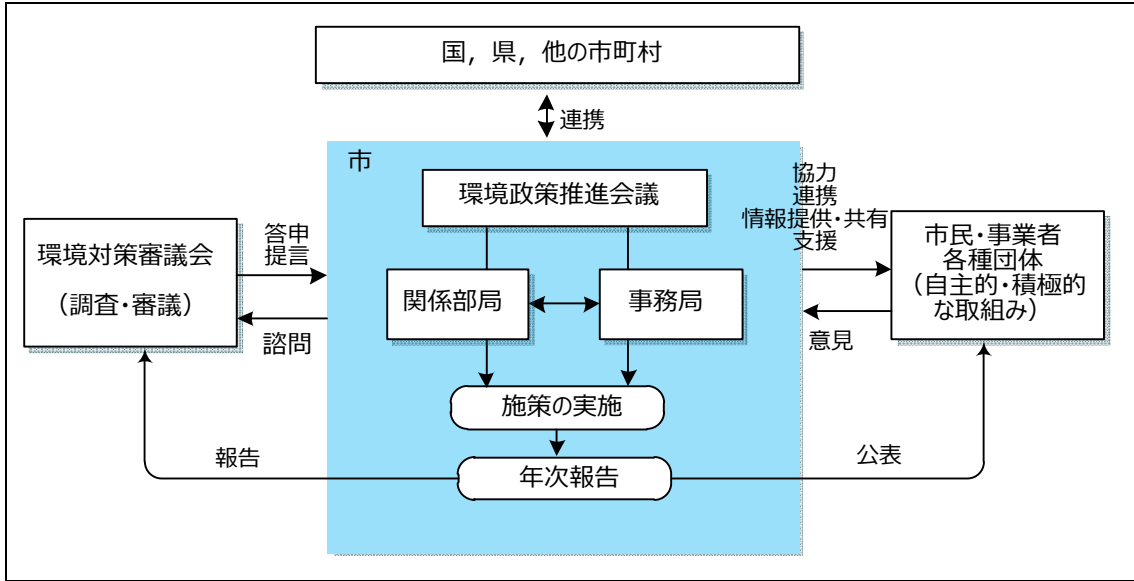 国，県，他の市町村
連携
市
環境政策推進会議
協力
連携
情報提供・共有
支援
答申
提言
環境対策審議会
（調査・審議）
諮問
関係部局
事務局
市民・事業者
各種団体
（自主的・積極的
な取組み）
意見
施策の実施
報告
年次報告
公表